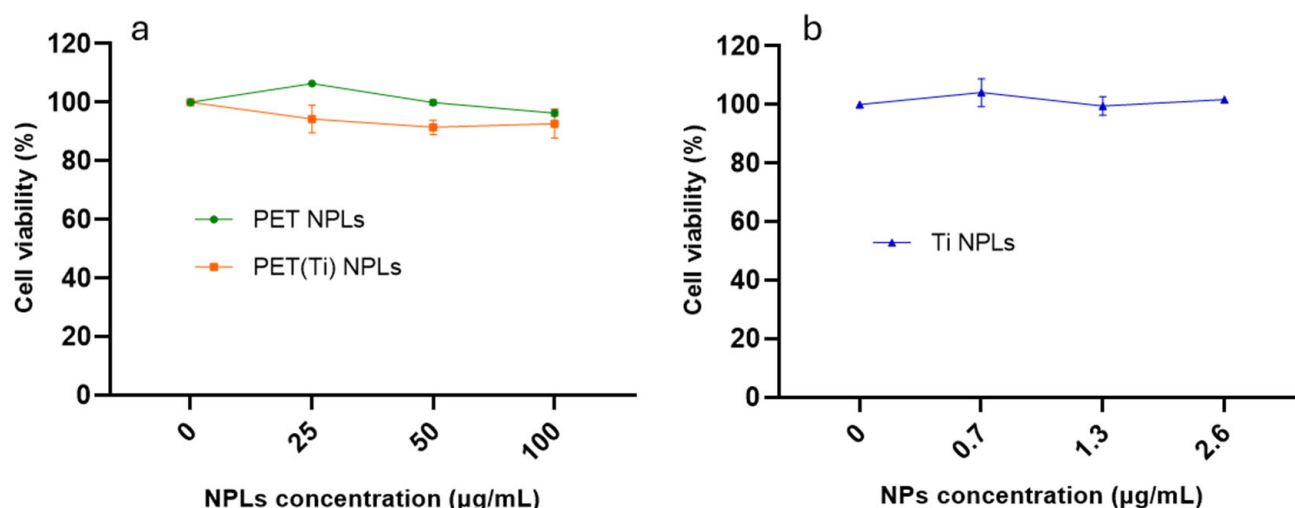 a
Cell viability (%)
120
100
80
60
40
20
0
PET NPLs
PET(Ti) NPLs
0
25
50
100
NPLs concentration (µg/mL)
b
Cell viability (%)
120
100
80
60
40
20
0
Ti NPLs
0
0.7
1.3
2.6
NPs concentration (µg/mL)